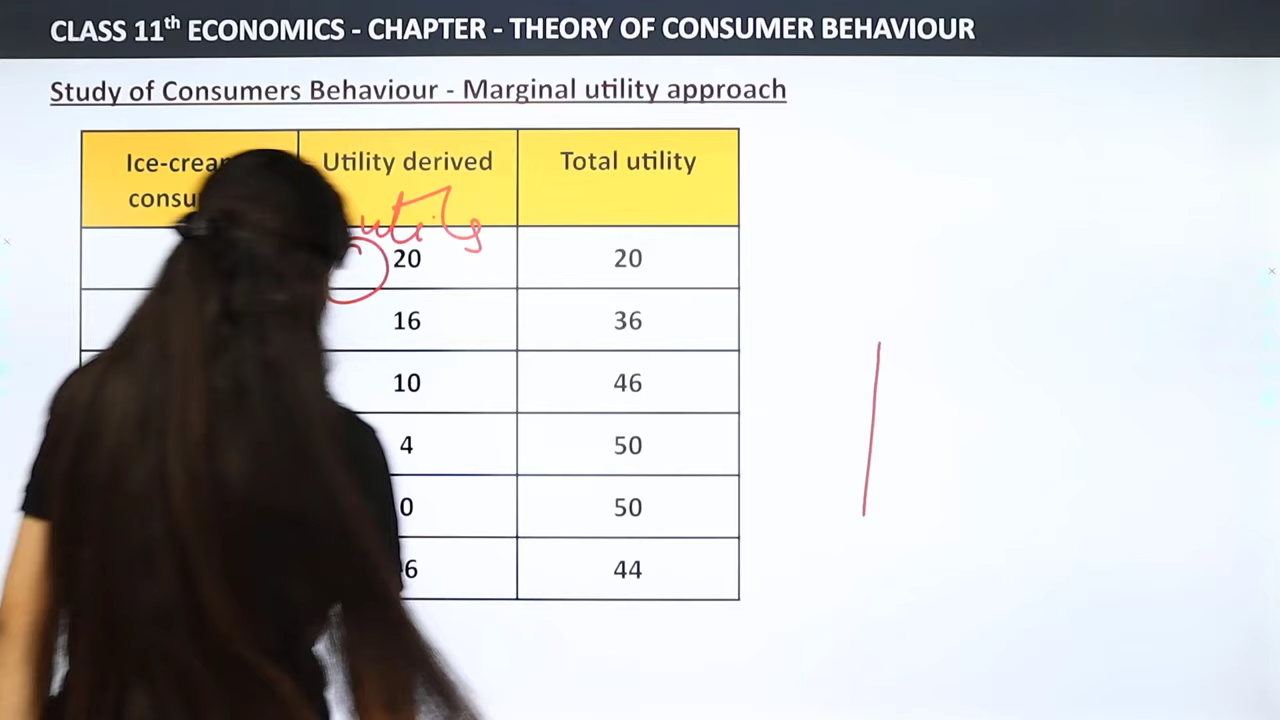 CLASS 11th ECONOMICS - CHAPTER - THEORY OF CONSUMER BEHAVIOUR
Study of Consumers Behaviour - Marginal utility approach
Utility derived Total utility
utils
20 20
16 36
10 46
4 50
0 50
44